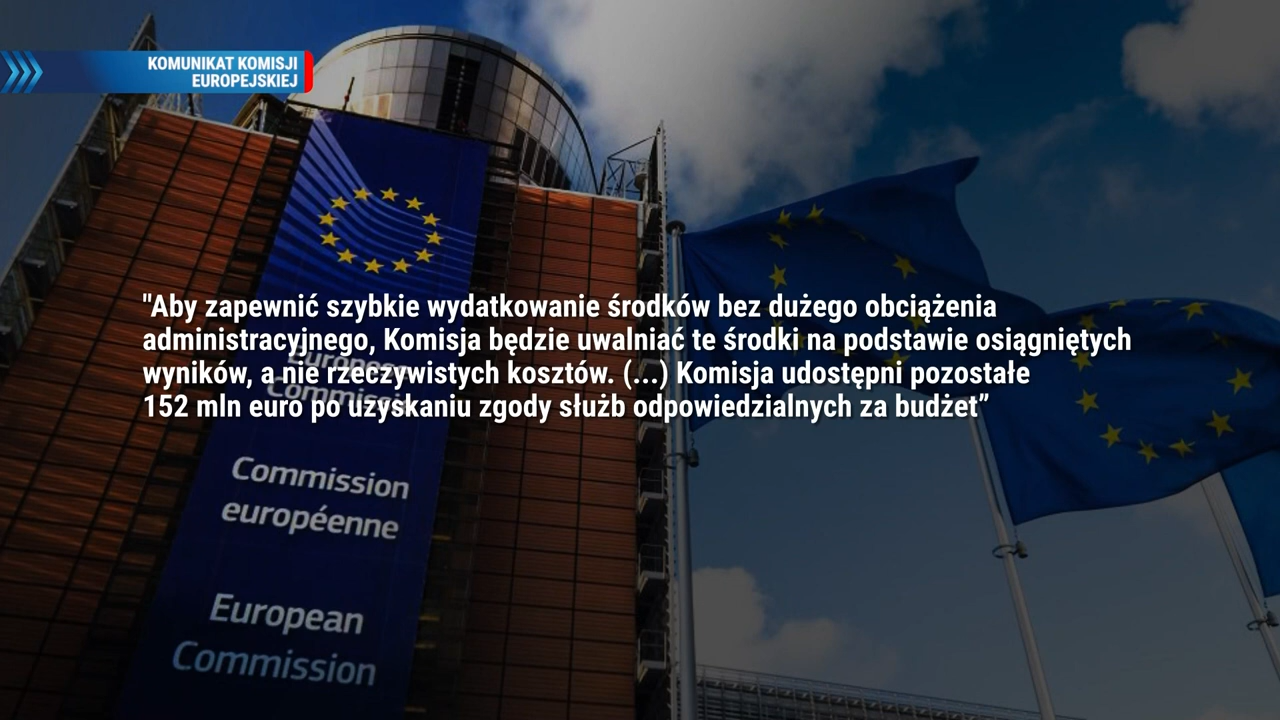 KOMUNIKAT KOMISJI
EUROPEJSKIEJ
"Aby zapewnić szybkie wydatkowanie środków bez dużego obciążenia
administracyjnego, Komisja będzie uwalniać te środki na podstawie osiągniętych
wyników, a nie rzeczywistych kosztów. (...) Komisja udostępni pozostałe
152 mln euro po uzyskaniu zgody służb odpowiedzialnych za budżet”
Commission
européenne
European
Commission